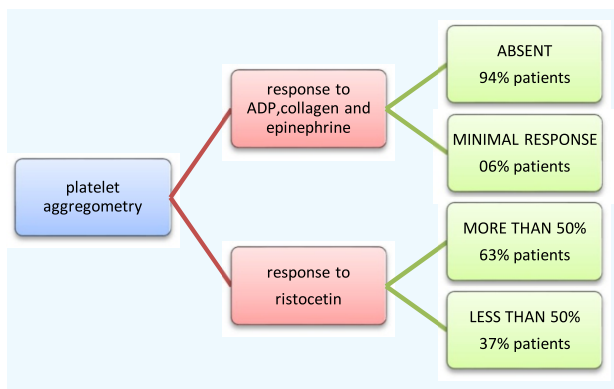 platelet
aggregometry
response to
ADP,collagen and
epinephrine
ABSENT
94% patients
MINIMAL RESPONSE
06% patients
response to
ristocetin
MORE THAN 50%
63% patients
LESS THAN 50%
37% patients